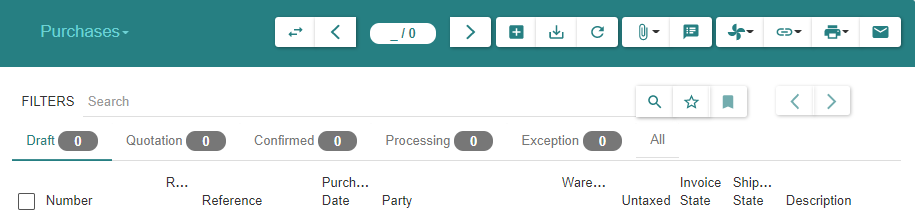 Purchases
_ / 0
FILTERS Search
Draft 0 Quotation 0 Confirmed 0 Processing 0 Exception 0 All
R... Purch... Ware... Invoice Ship...
Number Reference Date Party Untaxed State State Description